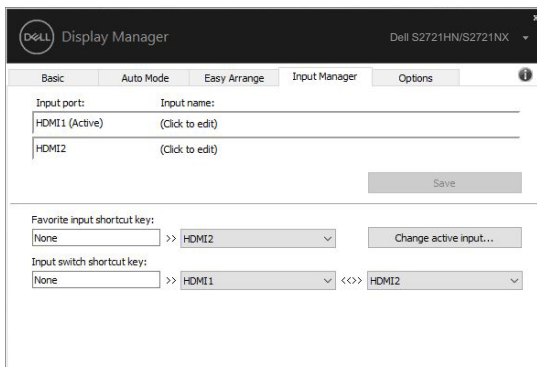 DELL Display Manager Dell S2721HN/S2721NX
Basic Auto Mode Easy Arrange Input Manager Options
Input port: Input name:
HDMI1 (Active) (Click to edit)
HDMI2 (Click to edit)
Save
Favorite input shortcut key:
None >> HDMI2 Change active input...
Input switch shortcut key:
None >> HDMI1 <<>> HDMI2